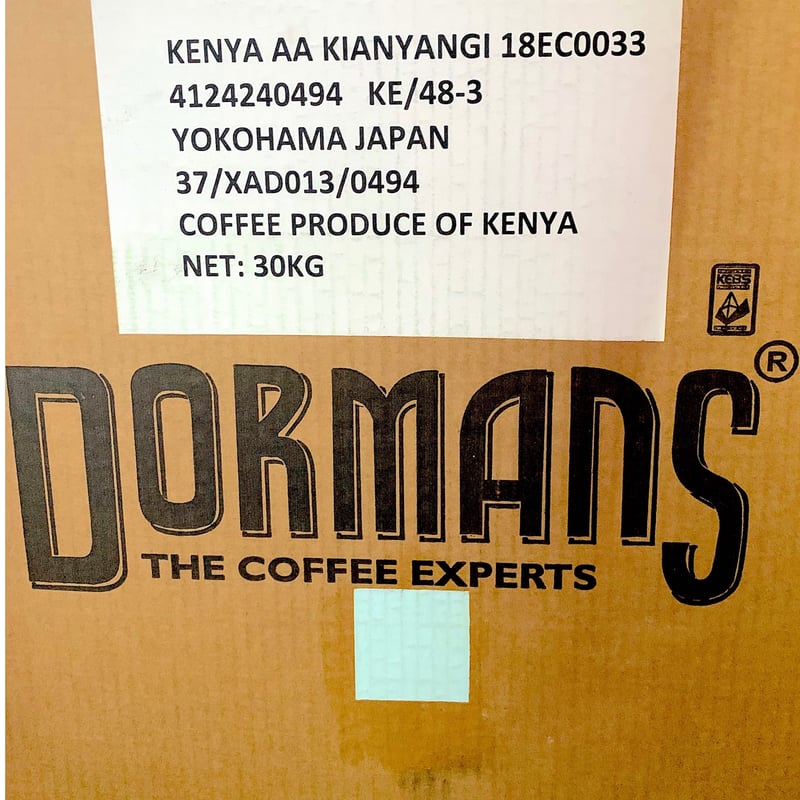 KENYA AA KIANYANGI 18EC0033
4124240494 KE/48-3
YOKOHAMA JAPAN
37/XAD013/0494
COFFEE PRODUCE OF KENYA
NET: 30KG
KEBS
DORMANS ®
THE COFFEE EXPERTS